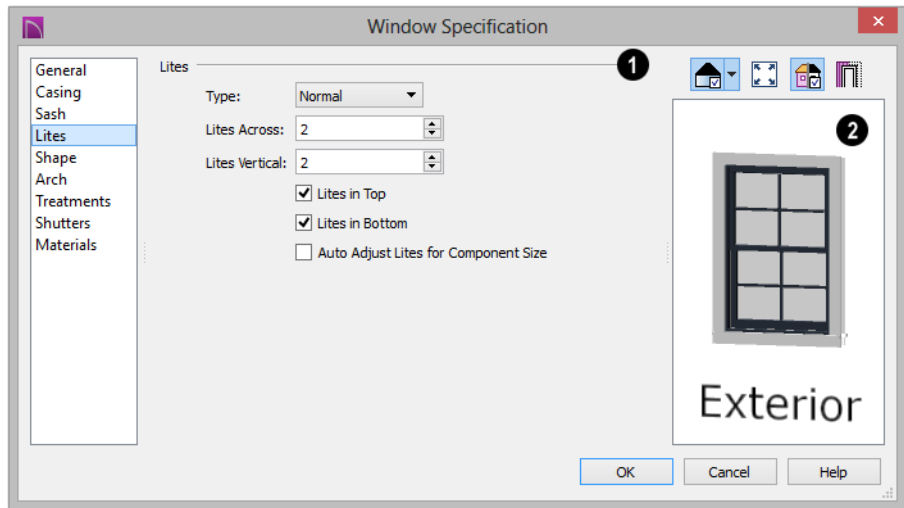 Window Specification
General
Casing
Sash
Lites
Shape
Arch
Treatments
Shutters
Materials
Lites
1
Type: Normal
Lites Across: 2
Lites Vertical: 2
Lites in Top
Lites in Bottom
Auto Adjust Lites for Component Size
2
Exterior
OK Cancel Help